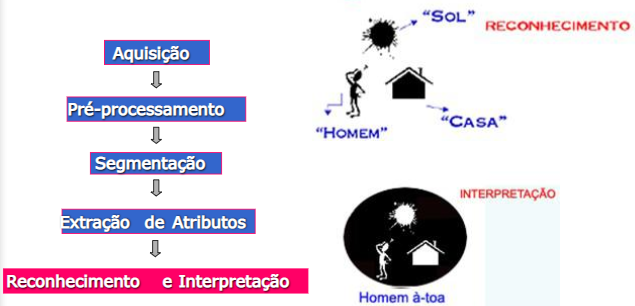 Aquisição
Pré-processamento
Segmentação
Extração de Atributos
Reconhecimento e Interpretação
"SOL"
RECONHECIMENTO
"HOMEM"
"CASA"
INTERPRETAÇÃO
Homem à-toa